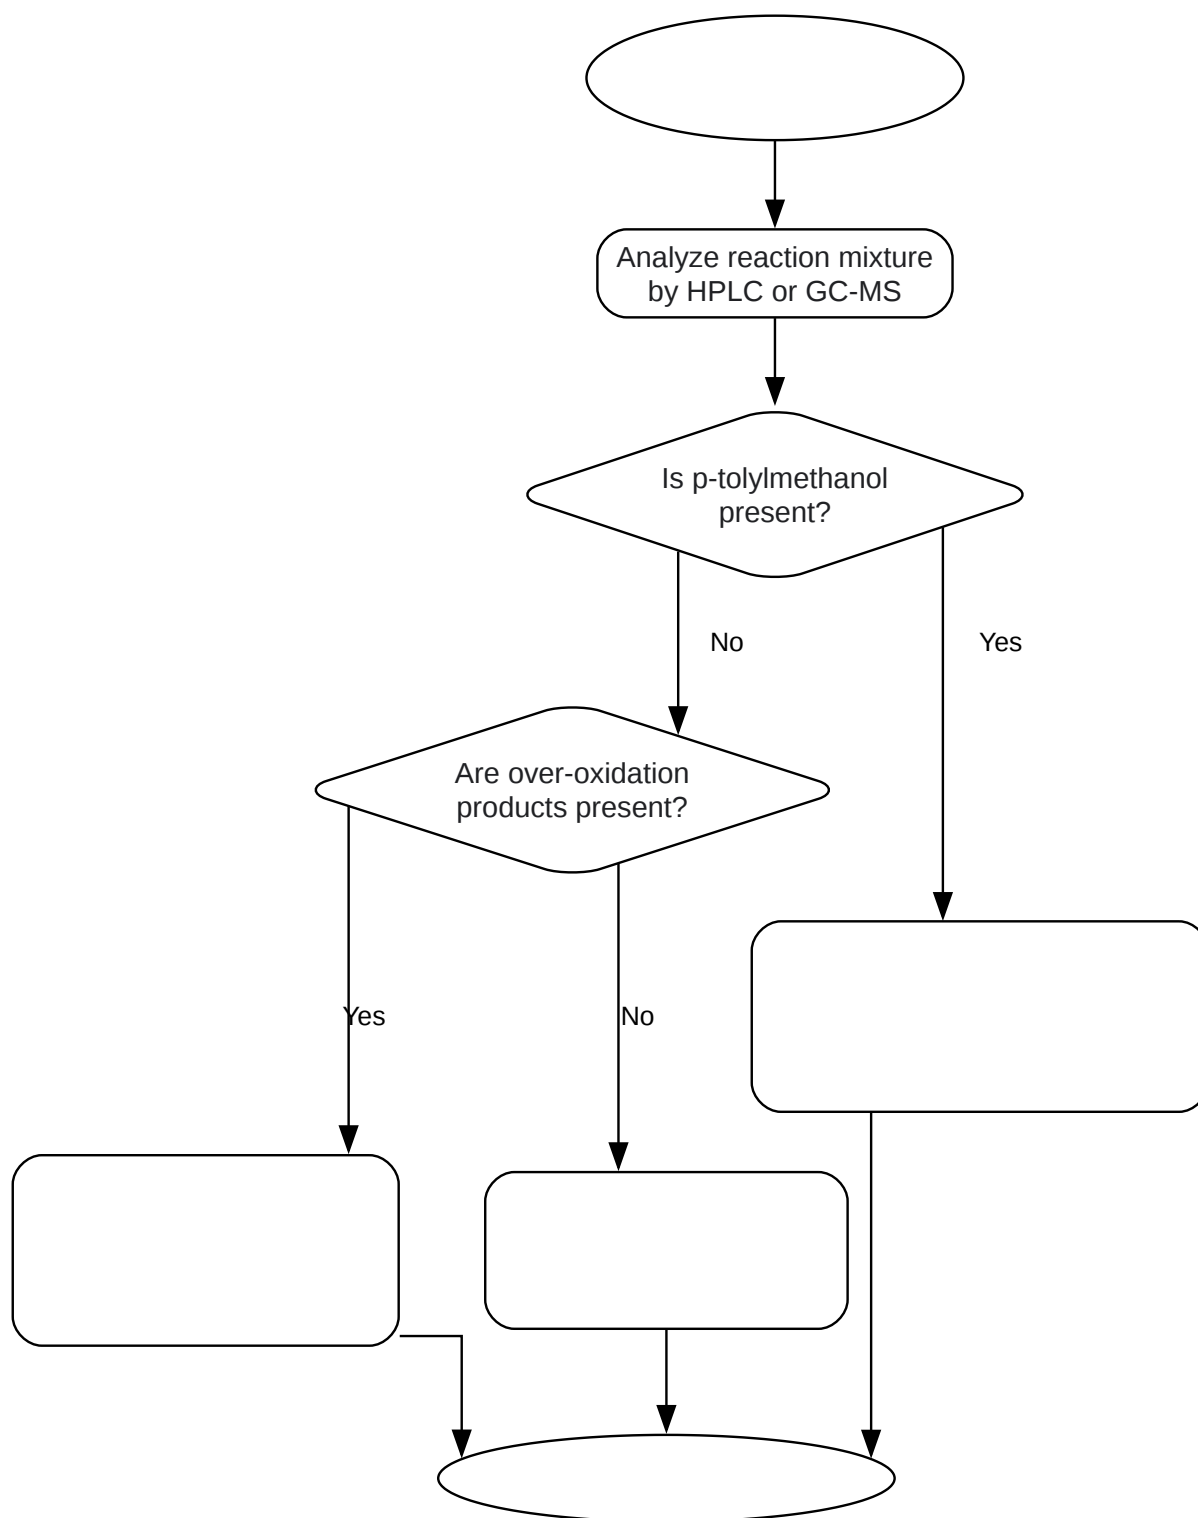 Analyze reaction mixture
by HPLC or GC-MS
Is p-tolylmethanol
present?
No
Yes
Are over-oxidation
products present?
Yes
No